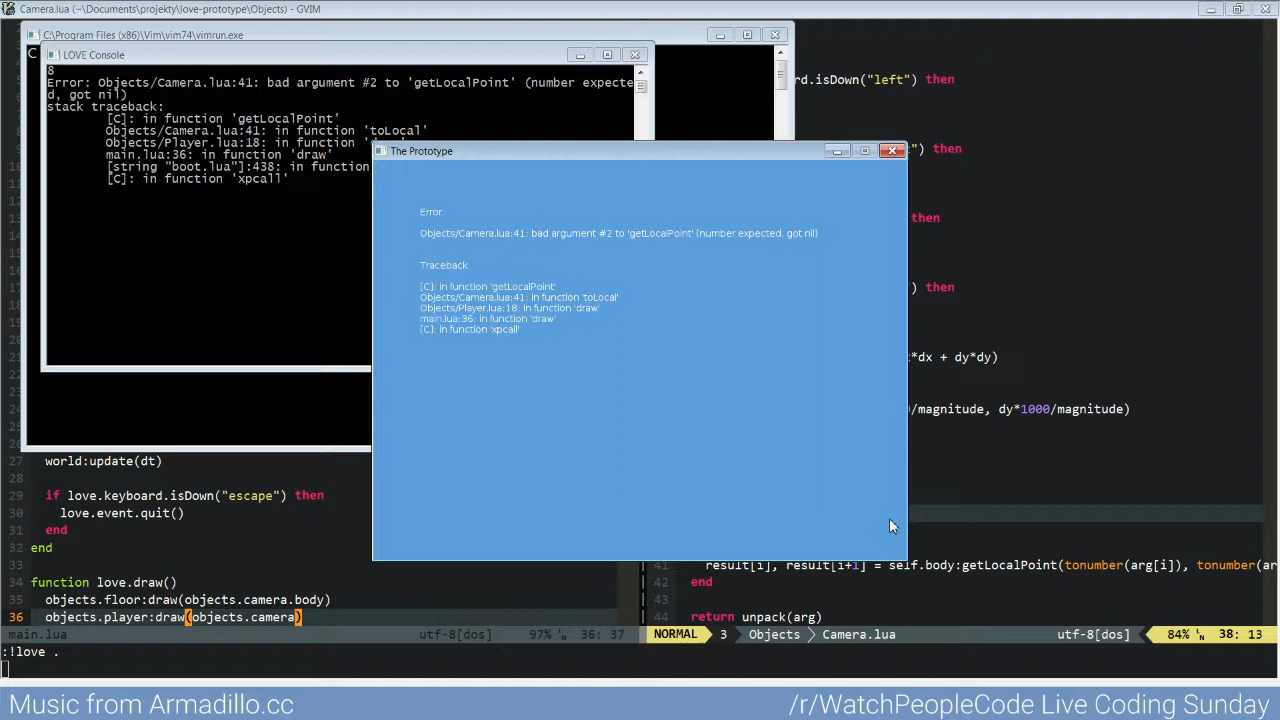 Camera.lua (~\Documents\projekty\love-prototype\Objects) - GVIM
C:\Program Files (x86)\Vim\vim74\vimrun.exe
C
LOVE Console
8
Error: Objects/Camera.lua:41: bad argument #2 to 'getLocalPoint' (number expecte
d, got nil)
stack traceback:
[C]: in function 'getLocalPoint'
Objects/Camera.lua:41: in function 'toLocal'
Objects/Player.lua:18: in function
main.lua:36: in function 'draw'
[string "boot.lua"]:438: in function
[C]: in function 'xpcall'
The Prototype
Error
Objects/Camera.lua:41: bad argument #2 to 'getLocalPoint' (number expected, got nil)
Traceback
[C]: in function 'getLocalPoint'
Objects/Camera.lua:41: in function 'toLocal'
Objects/Player.lua:18: in function 'draw'
main.lua:36: in function 'draw'
[C]: in function 'xpcall'
.isDown("left") then
") then
then
") then
*dx + dy*dy)
/magnitude, dy*1000/magnitude)
27 world:update(dt)
28
29 if love.keyboard.isDown("escape") then
30 love.event.quit()
31 end
32 end
33
34 function love.draw()
35 objects.floor:draw(objects.camera.body)
36 objects.player:draw(objects.camera)
41 result[i], result[i+1] = self.body:getLocalPoint(tonumber(arg[i]), tonumber(ar
42 end
43
44 return unpack(arg)
main.lua utf-8[dos] 97% 36: 37
NORMAL 3 Objects Camera.lua utf-8[dos] 84% 38: 13
:!love .
Music from Armadillo.cc
/r/WatchPeopleCode Live Coding Sunday